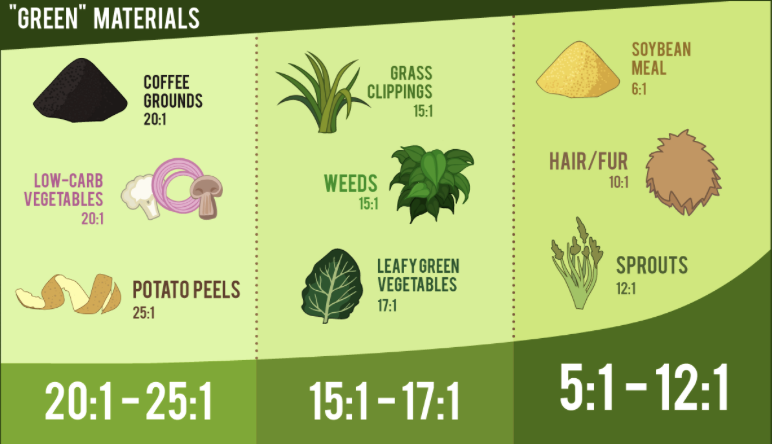 "GREEN" MATERIALS
COFFEE
GROUNDS
20:1
LOW-CARB
VEGETABLES
20:1
POTATO PEELS
25:1
20:1 – 25:1
GRASS
CLIPPINGS
15:1
WEEDS
15:1
LEAFY GREEN
VEGETABLES
17:1
15:1 – 17:1
SOYBEAN
MEAL
6:1
HAIR/FUR
10:1
SPROUTS
12:1
5:1 – 12:1